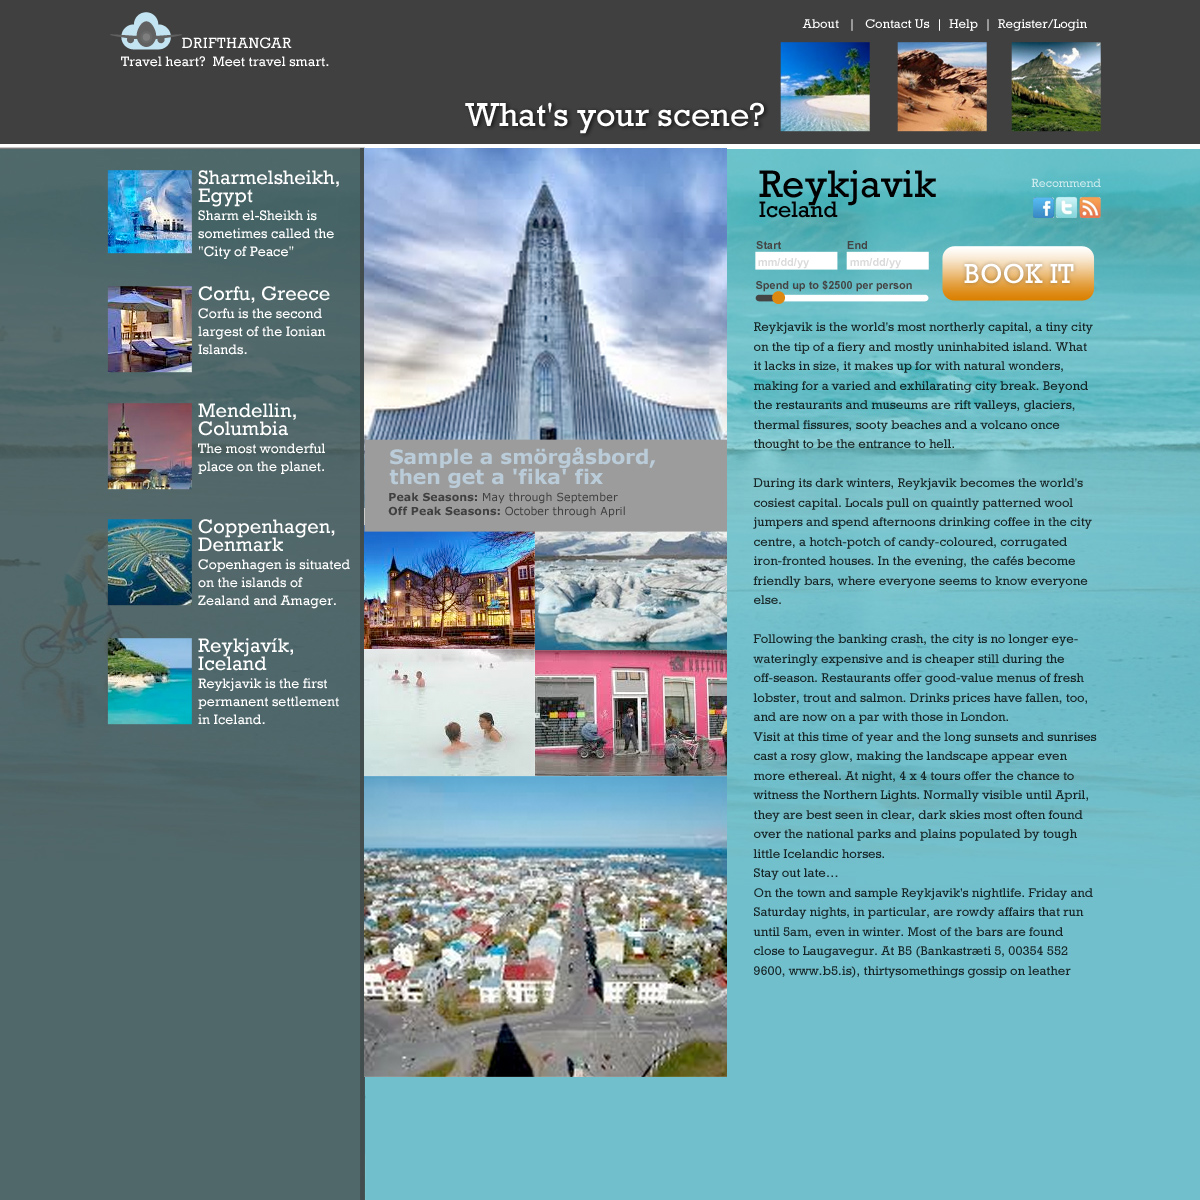 About | Contact Us | Help | Register/Login
DRIFTHANGAR
Travel heart? Meet travel smart.
What's your scene?
Sharmelsheikh,
Egypt
Sharm el-Sheikh is
sometimes called the
"City of Peace"
Corfu, Greece
Corfu is the second
largest of the Ionian
Islands.
Mendellin,
Columbia
The most wonderful
place on the planet.
Coppenhagen,
Denmark
Copenhagen is situated
on the islands of
Zealand and Amager.
Reykjavík,
Iceland
Reykjavik is the first
permanent settlement
in Iceland.
Sample a smörgåsbord,
then get a 'fika' fix
Peak Seasons: May through September
Off Peak Seasons: October through April
Reykjavik
Iceland
Recommend
Start End
mm/dd/yy mm/dd/yy
Spend up to $2500 per person
BOOK IT
Reykjavik is the world's most northerly capital, a tiny city
on the tip of a fiery and mostly uninhabited island. What
it lacks in size, it makes up for with natural wonders,
making for a varied and exhilarating city break. Beyond
the restaurants and museums are rift valleys, glaciers,
thermal fissures, sooty beaches and a volcano once
thought to be the entrance to hell.
During its dark winters, Reykjavik becomes the world's
cosiest capital. Locals pull on quaintly patterned wool
jumpers and spend afternoons drinking coffee in the city
centre, a hotch-potch of candy-coloured, corrugated
iron-fronted houses. In the evening, the cafés become
friendly bars, where everyone seems to know everyone
else.
Following the banking crash, the city is no longer eye-
wateringly expensive and is cheaper still during the
off-season. Restaurants offer good-value menus of fresh
lobster, trout and salmon. Drinks prices have fallen, too,
and are now on a par with those in London.
Visit at this time of year and the long sunsets and sunrises
cast a rosy glow, making the landscape appear even
more ethereal. At night, 4 x 4 tours offer the chance to
witness the Northern Lights. Normally visible until April,
they are best seen in clear, dark skies most often found
over the national parks and plains populated by tough
little Icelandic horses.
Stay out late…
On the town and sample Reykjavik's nightlife. Friday and
Saturday nights, in particular, are rowdy affairs that run
until 5am, even in winter. Most of the bars are found
close to Laugavegur. At B5 (Bankastræti 5, 00354 552
9600, www.b5.is), thirtysomethings gossip on leather